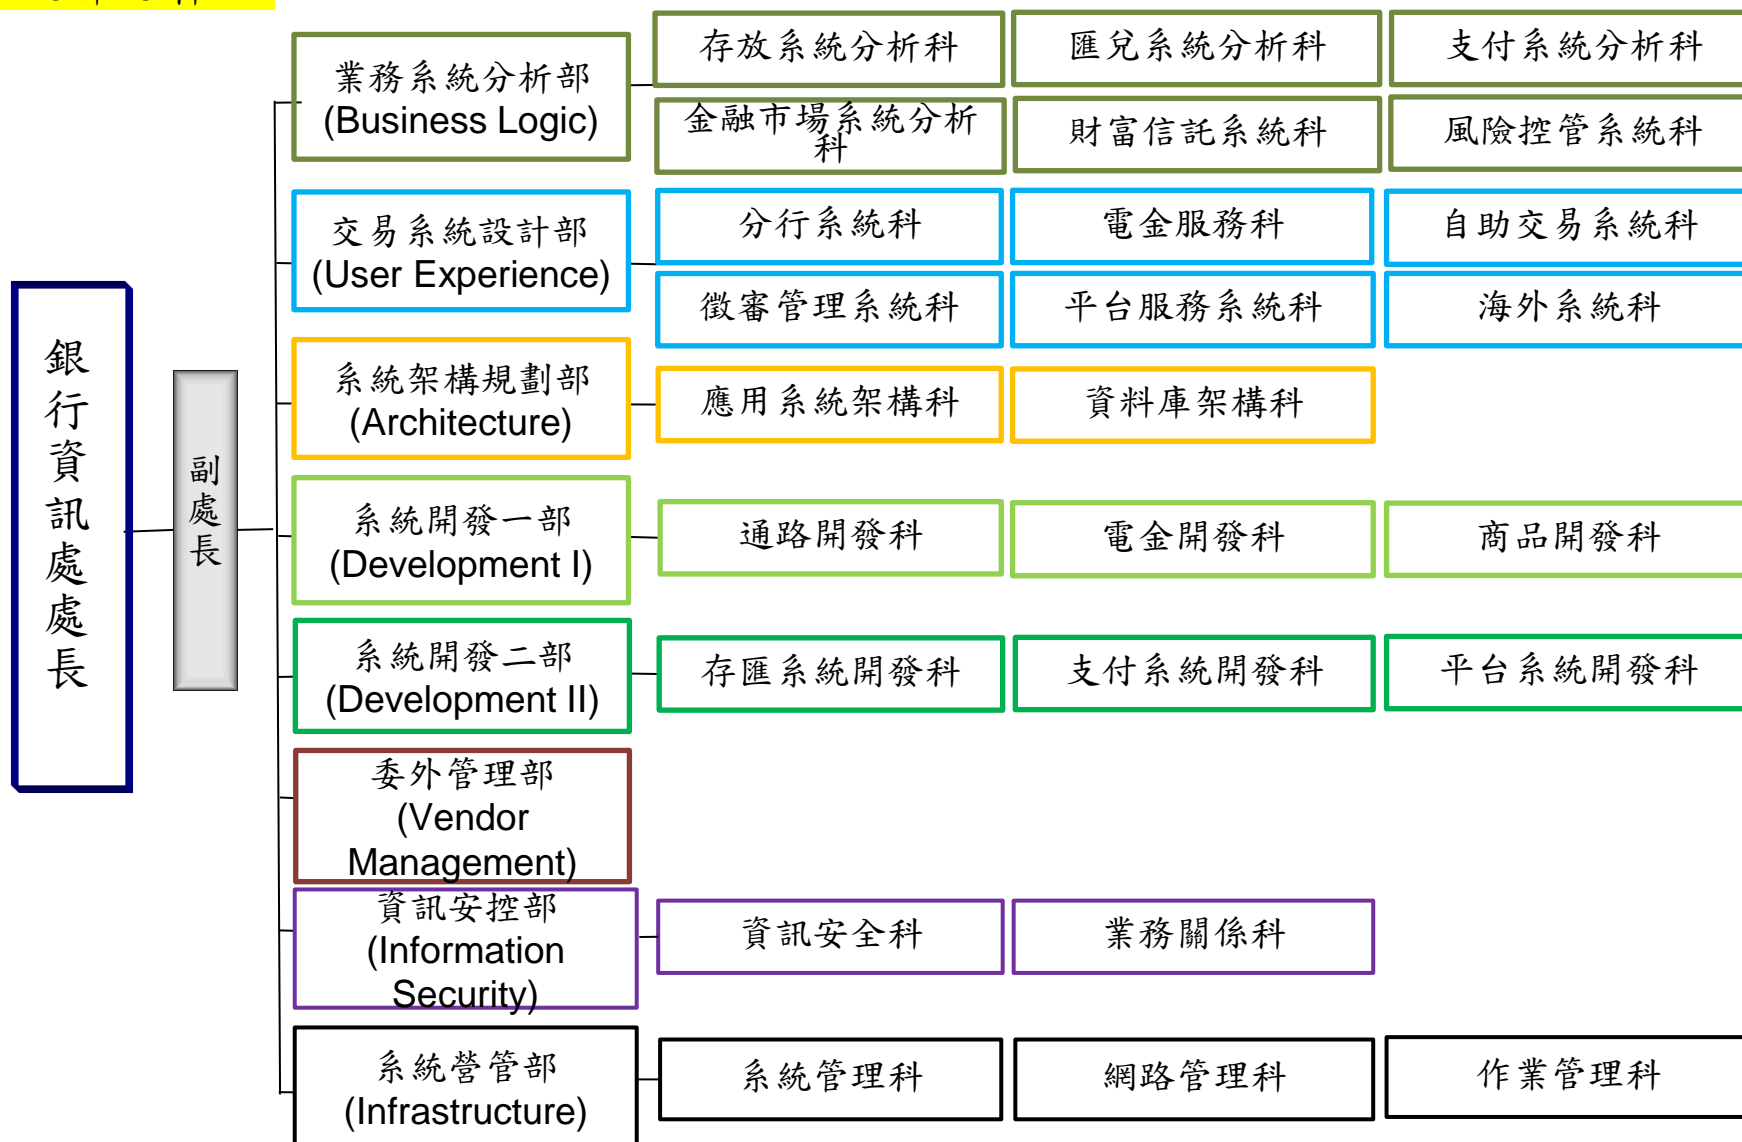 銀行資訊處處長
副處長
業務系統分析部
(Business Logic)
存放系統分析科
匯兌系統分析科
支付系統分析科
金融市場系統分析
科
財富信託系統科
風險控管系統科
交易系統設計部
(User Experience)
分行系統科
電金服務科
自助交易系統科
徵審管理系統科
平台服務系統科
海外系統科
系統架構規劃部
(Architecture)
應用系統架構科
資料庫架構科
系統開發一部
(Development I)
通路開發科
電金開發科
商品開發科
系統開發二部
(Development II)
存匯系統開發科
支付系統開發科
平台系統開發科
委外管理部
(Vendor
Management)
資訊安控部
(Information
Security)
資訊安全科
業務關係科
系統營管部
(Infrastructure)
系統管理科
網路管理科
作業管理科